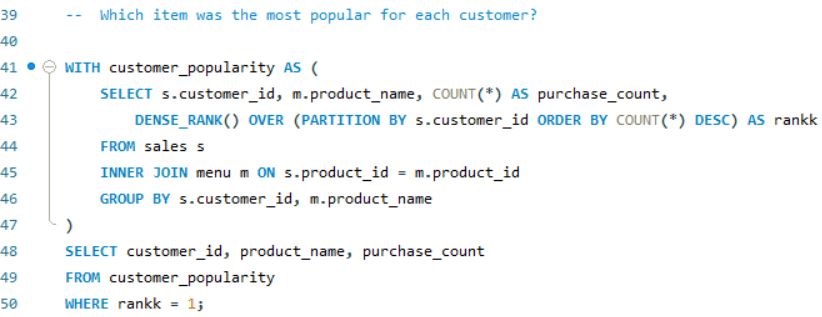 39 -- Which item was the most popular for each customer?
40
41 WITH customer_popularity AS (
42 SELECT s.customer_id, m.product_name, COUNT(*) AS purchase_count,
43 DENSE_RANK() OVER (PARTITION BY s.customer_id ORDER BY COUNT(*) DESC) AS rankk
44 FROM sales s
45 INNER JOIN menu m ON s.product_id = m.product_id
46 GROUP BY s.customer_id, m.product_name
47 )
48 SELECT customer_id, product_name, purchase_count
49 FROM customer_popularity
50 WHERE rankk = 1;